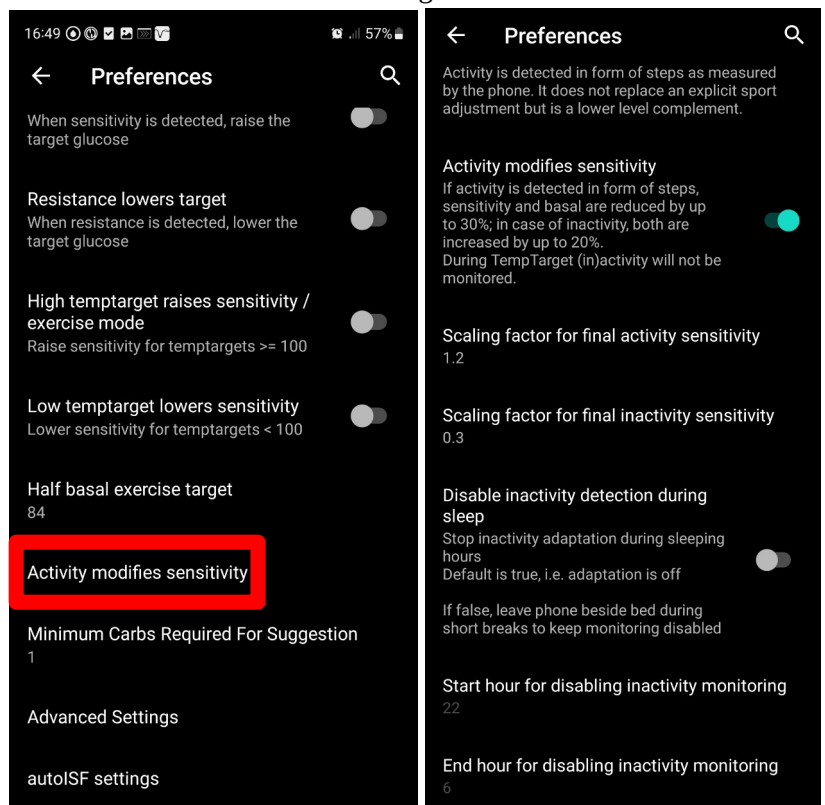 16:49 57%
Preferences
When sensitivity is detected, raise the
target glucose
Resistance lowers target
When resistance is detected, lower the
target glucose
High temptarget raises sensitivity /
exercise mode
Raise sensitivity for temptargets >= 100
Low temptarget lowers sensitivity
Lower sensitivity for temptargets < 100
Half basal exercise target
84
Activity modifies sensitivity
Minimum Carbs Required For Suggestion
1
Advanced Settings
autoISF settings
Preferences
Activity is detected in form of steps as measured
by the phone. It does not replace an explicit sport
adjustment but is a lower level complement.
Activity modifies sensitivity
If activity is detected in form of steps,
sensitivity and basal are reduced by up
to 30%; in case of inactivity, both are
increased by up to 20%.
During TempTarget (in)activity will not be
monitored.
Scaling factor for final activity sensitivity
1.2
Scaling factor for final inactivity sensitivity
0.3
Disable inactivity detection during
sleep
Stop inactivity adaptation during sleeping
hours
Default is true, i.e. adaptation is off
If false, leave phone beside bed during
short breaks to keep monitoring disabled
Start hour for disabling inactivity monitoring
22
End hour for disabling inactivity monitoring
6